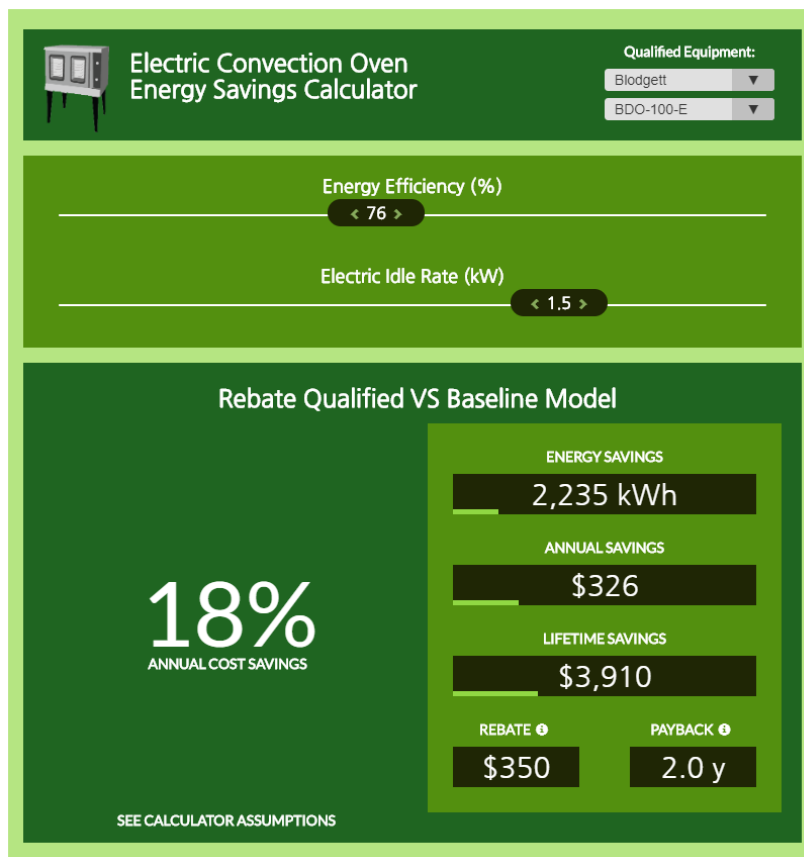 Electric Convection Oven
Energy Savings Calculator
Qualified Equipment:
Blodgett ▼
BDO-100-E ▼
Energy Efficiency (%)
< 76 >
Electric Idle Rate (kW)
< 1.5 >
Rebate Qualified VS Baseline Model
18%
ANNUAL COST SAVINGS
SEE CALCULATOR ASSUMPTIONS
ENERGY SAVINGS
2,235 kWh
ANNUAL SAVINGS
$326
LIFETIME SAVINGS
$3,910
REBATE
$350
PAYBACK
2.0 y